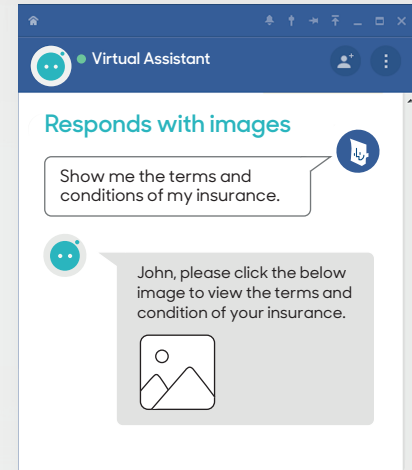 Virtual Assistant
Responds with images
Show me the terms and
conditions of my insurance.
John, please click the below
image to view the terms and
condition of your insurance.